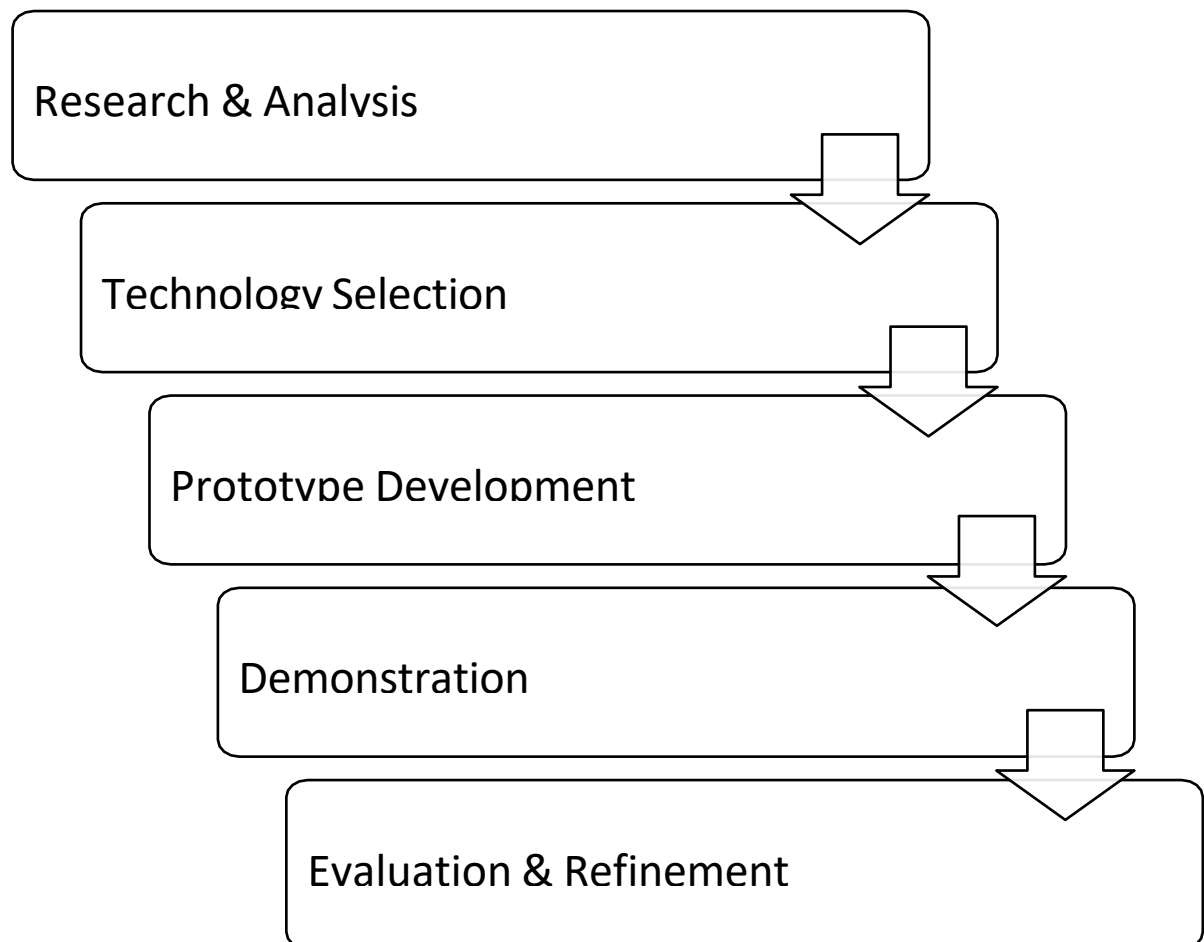 Research & Analysis
Technology Selection
Prototype Development
Demonstration
Evaluation & Refinement